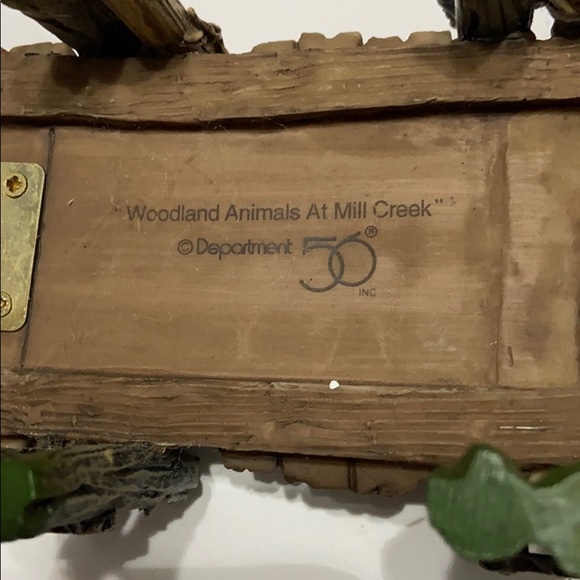 "Woodland Animals At Mill Creek"
© Department 56®
INC